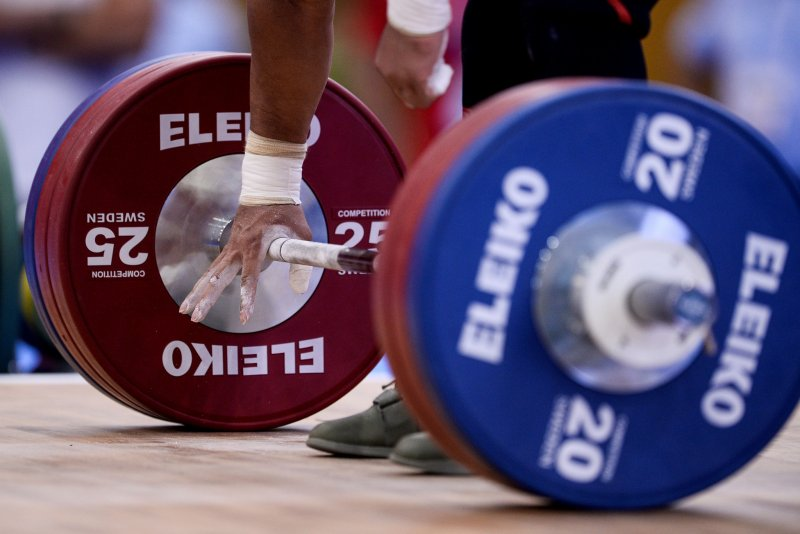 ELEIKO
SWEDEN
25
COMPETITION
COMPETITION
25
ELEIKO
20
ELEIKO
ELEIKO
20